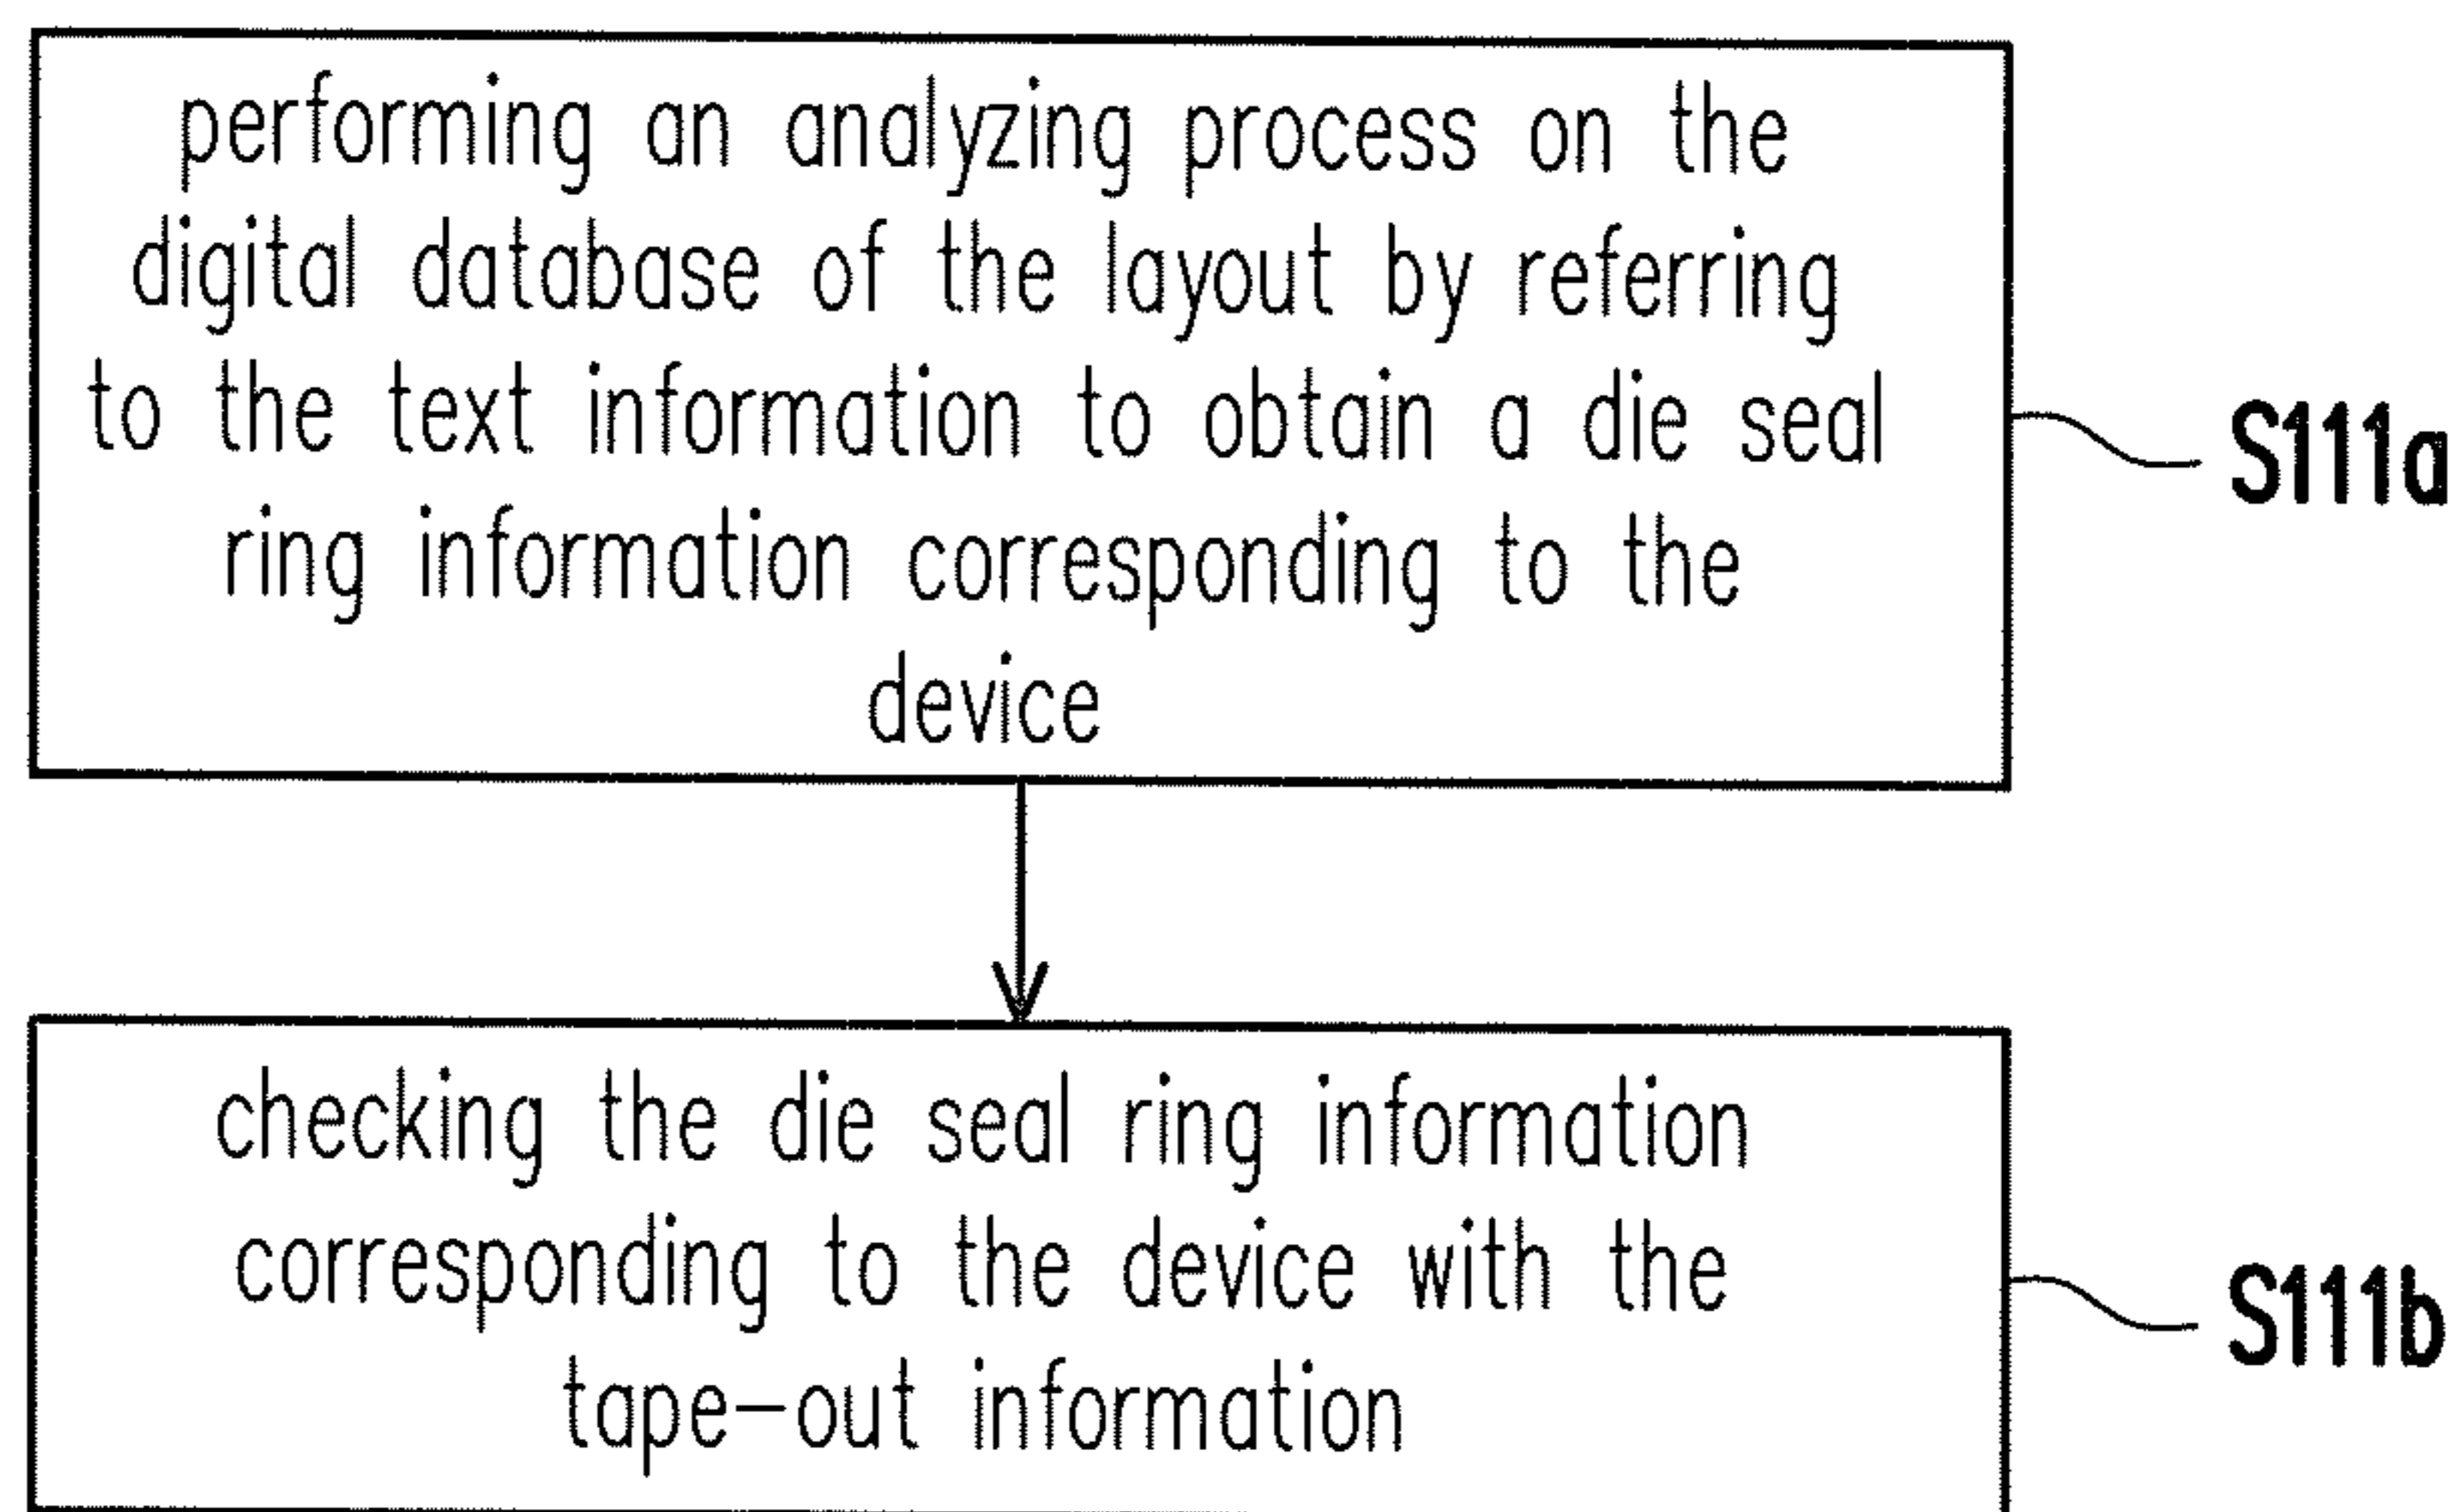 performing an analyzing process on the
digital database of the layout by referring
to the text information to obtain a die seal
ring information corresponding to the
device
S111a
checking the die seal ring information
corresponding to the device with the
tape-out information
S111b